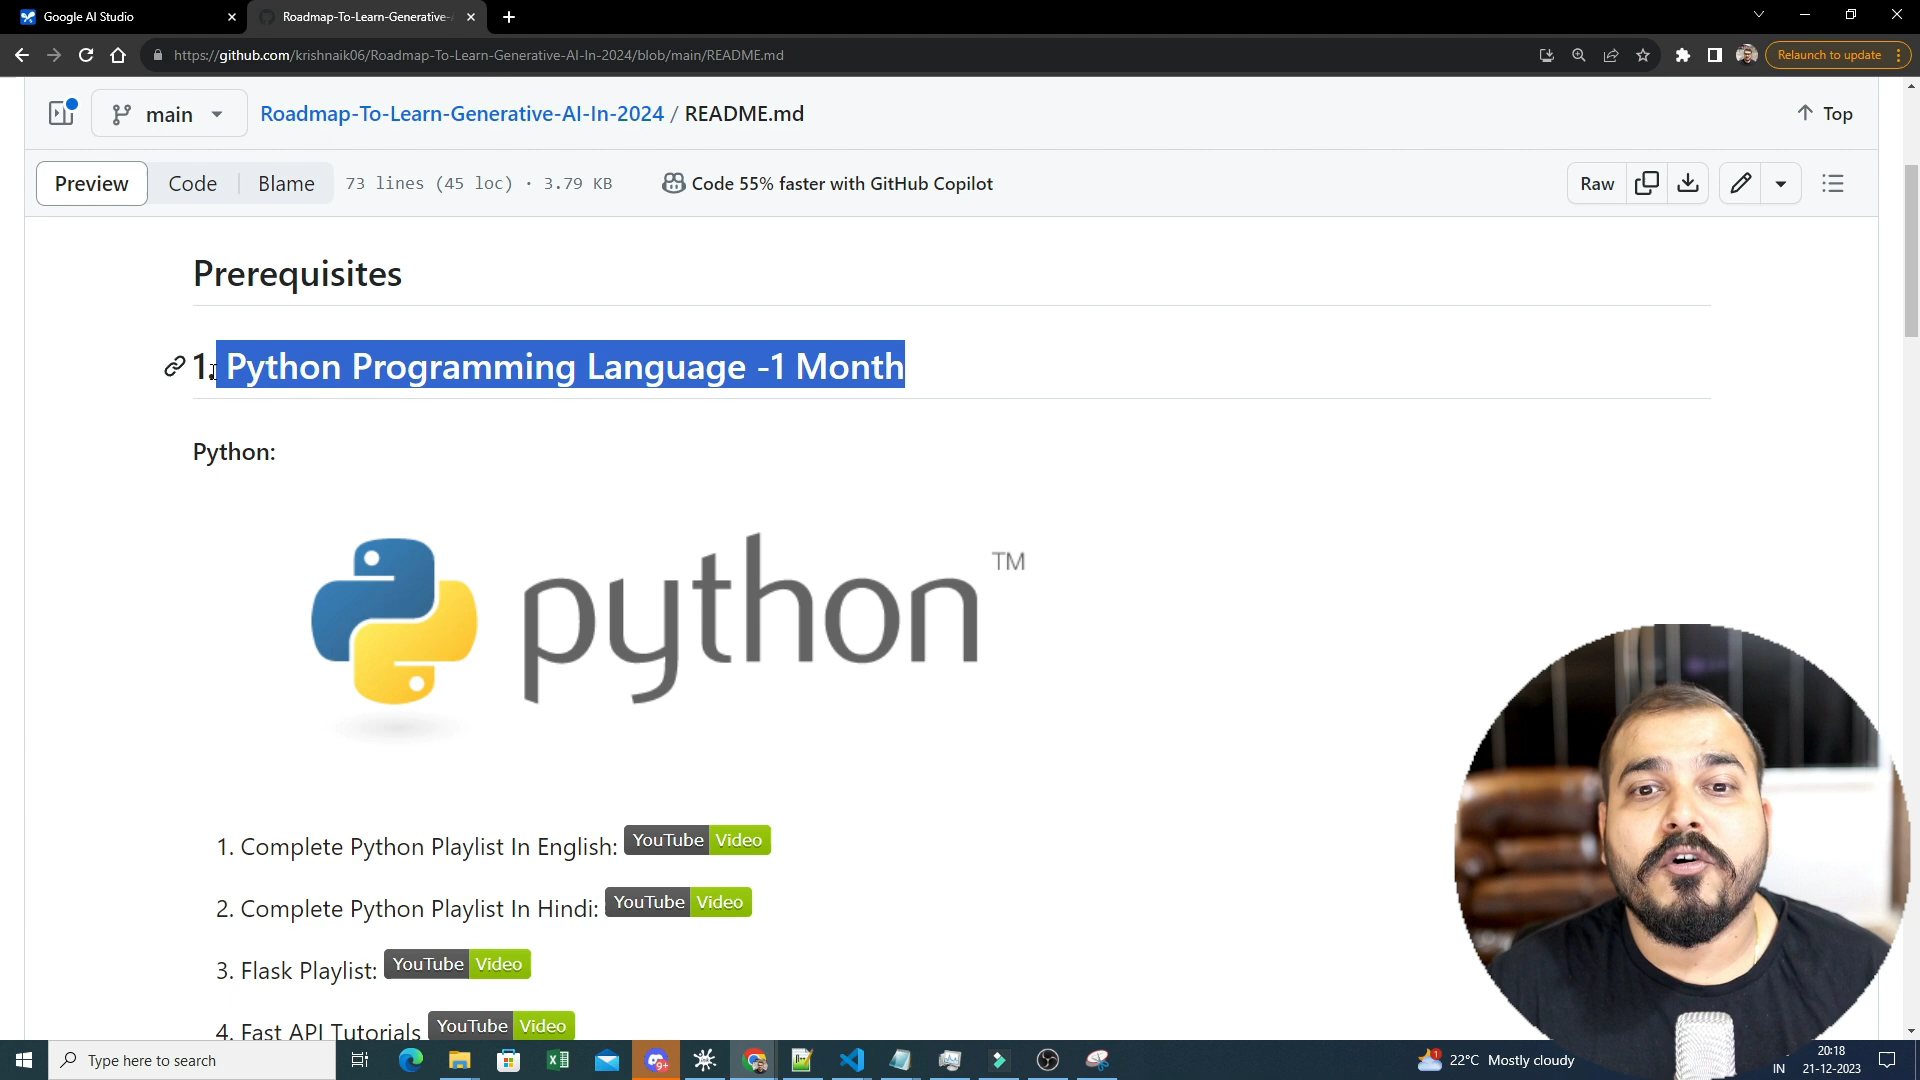 Google AI Studio
Roadmap-To-Learn-Generative-
https://github.com/krishnaik06/Roadmap-To-Learn-Generative-AI-In-2024/blob/main/README.md
Relaunch to update
main
Roadmap-To-Learn-Generative-AI-In-2024 / README.md
Top
Preview
Code
Blame
73 lines (45 loc) · 3.79 KB
Code 55% faster with GitHub Copilot
Raw
Prerequisites
1. Python Programming Language -1 Month
Python:
python TM
1. Complete Python Playlist In English: YouTube Video
2. Complete Python Playlist In Hindi: YouTube Video
3. Flask Playlist: YouTube Video
4. Fast API Tutorials YouTube Video
Type here to search
9+
1
22°C Mostly cloudy
IN
20:18
21-12-2023